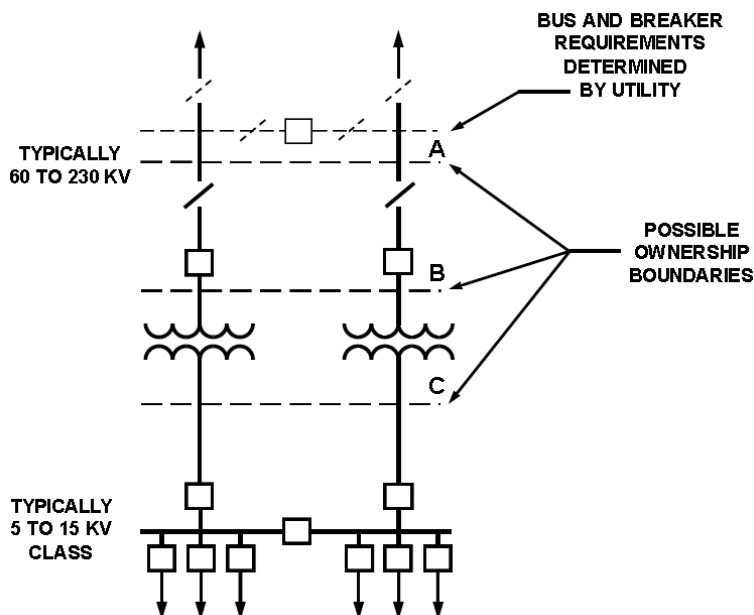 BUS AND BREAKER
REQUIREMENTS
DETERMINED
BY UTILITY
TYPICALLY
60 TO 230 KV
A
POSSIBLE
OWNERSHIP
BOUNDARIES
B
C
TYPICALLY
5 TO 15 KV
CLASS